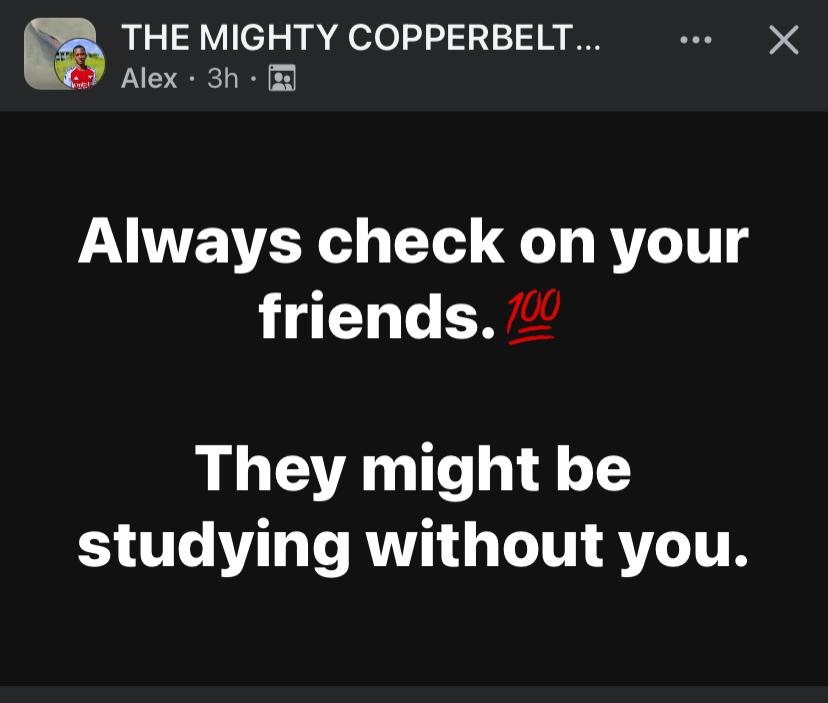 THE MIGHTY COPPERBELT...
Alex · 3h ·
Always check on your
friends.💯
They might be
studying without you.